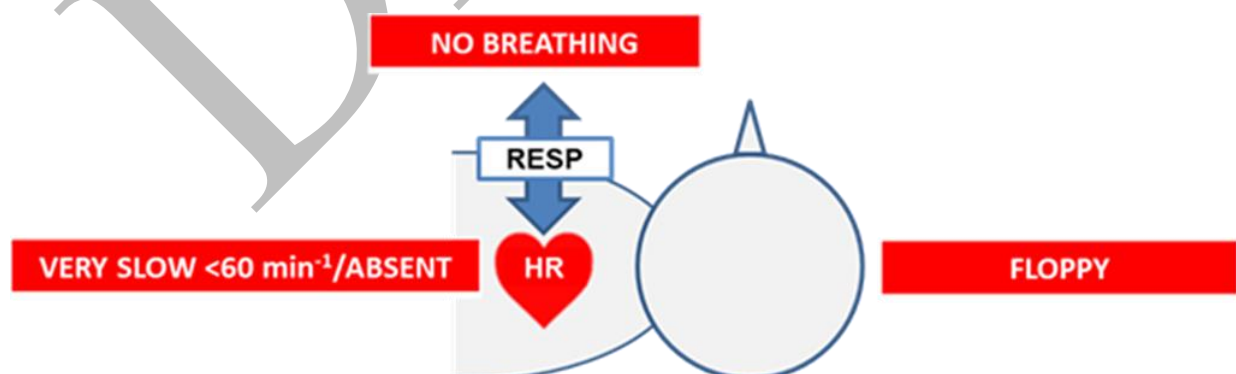 NO BREATHING
RESP
VERY SLOW <60 min⁻¹/ABSENT
HR
FLOPPY